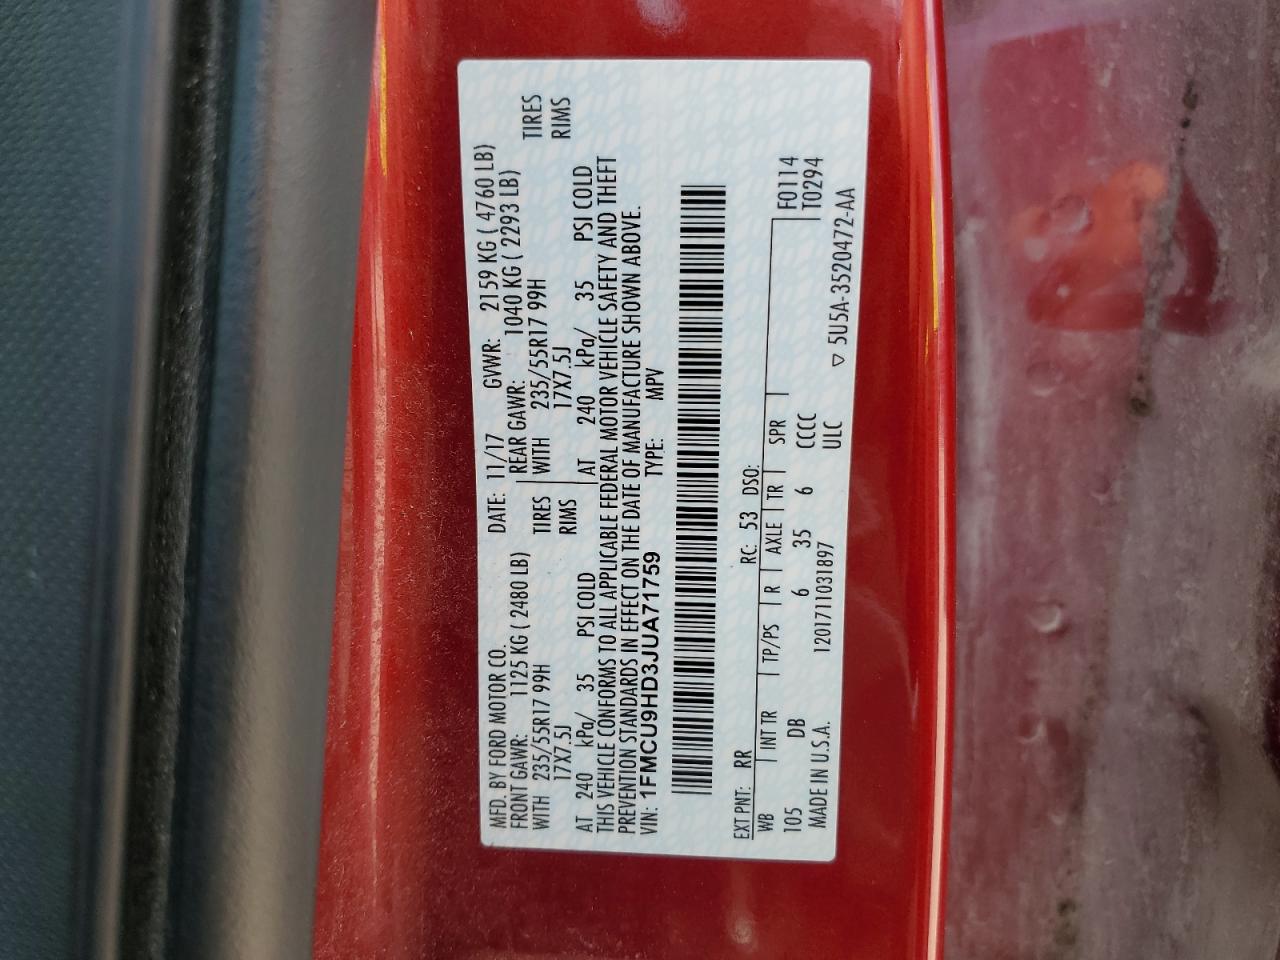 MFD. BY FORD MOTOR CO. DATE: 11/17 GVWR: 2159 KG ( 4760 LB)
FRONT GAWR: 1125 KG ( 2480 LB) REAR GAWR: 1040 KG ( 2293 LB)
WITH 235/55R17 99H TIRES WITH 235/55R17 99H TIRES
17X7.5J RIMS 17X7.5J RIMS
AT 240 kPa/ 35 PSI COLD AT 240 kPa/ 35 PSI COLD
THIS VEHICLE CONFORMS TO ALL APPLICABLE FEDERAL MOTOR VEHICLE SAFETY AND THEFT
PREVENTION STANDARDS IN EFFECT ON THE DATE OF MANUFACTURE SHOWN ABOVE.
VIN: 1FMCU9HD3JUA71759 TYPE: MPV
EXT PNT: RR RC: 53 DSO:
WB INT TR TP/PS R AXLE TR SPR F0114
105 DB 6 35 6 CCCC T0294
MADE IN U.S.A. 1201711031897 ULC ▽ 5U5A-3520472-AA